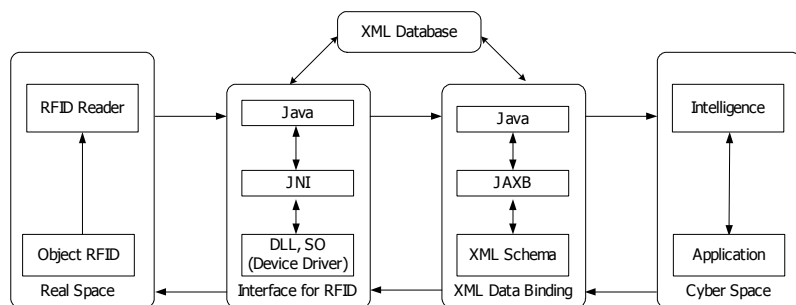 XML Database
RFID Reader
Object RFID
Real Space
Java
JNI
DLL, SO
(Device Driver)
Interface for RFID
Java
JAXB
XML Schema
XML Data Binding
Intelligence
Application
Cyber Space